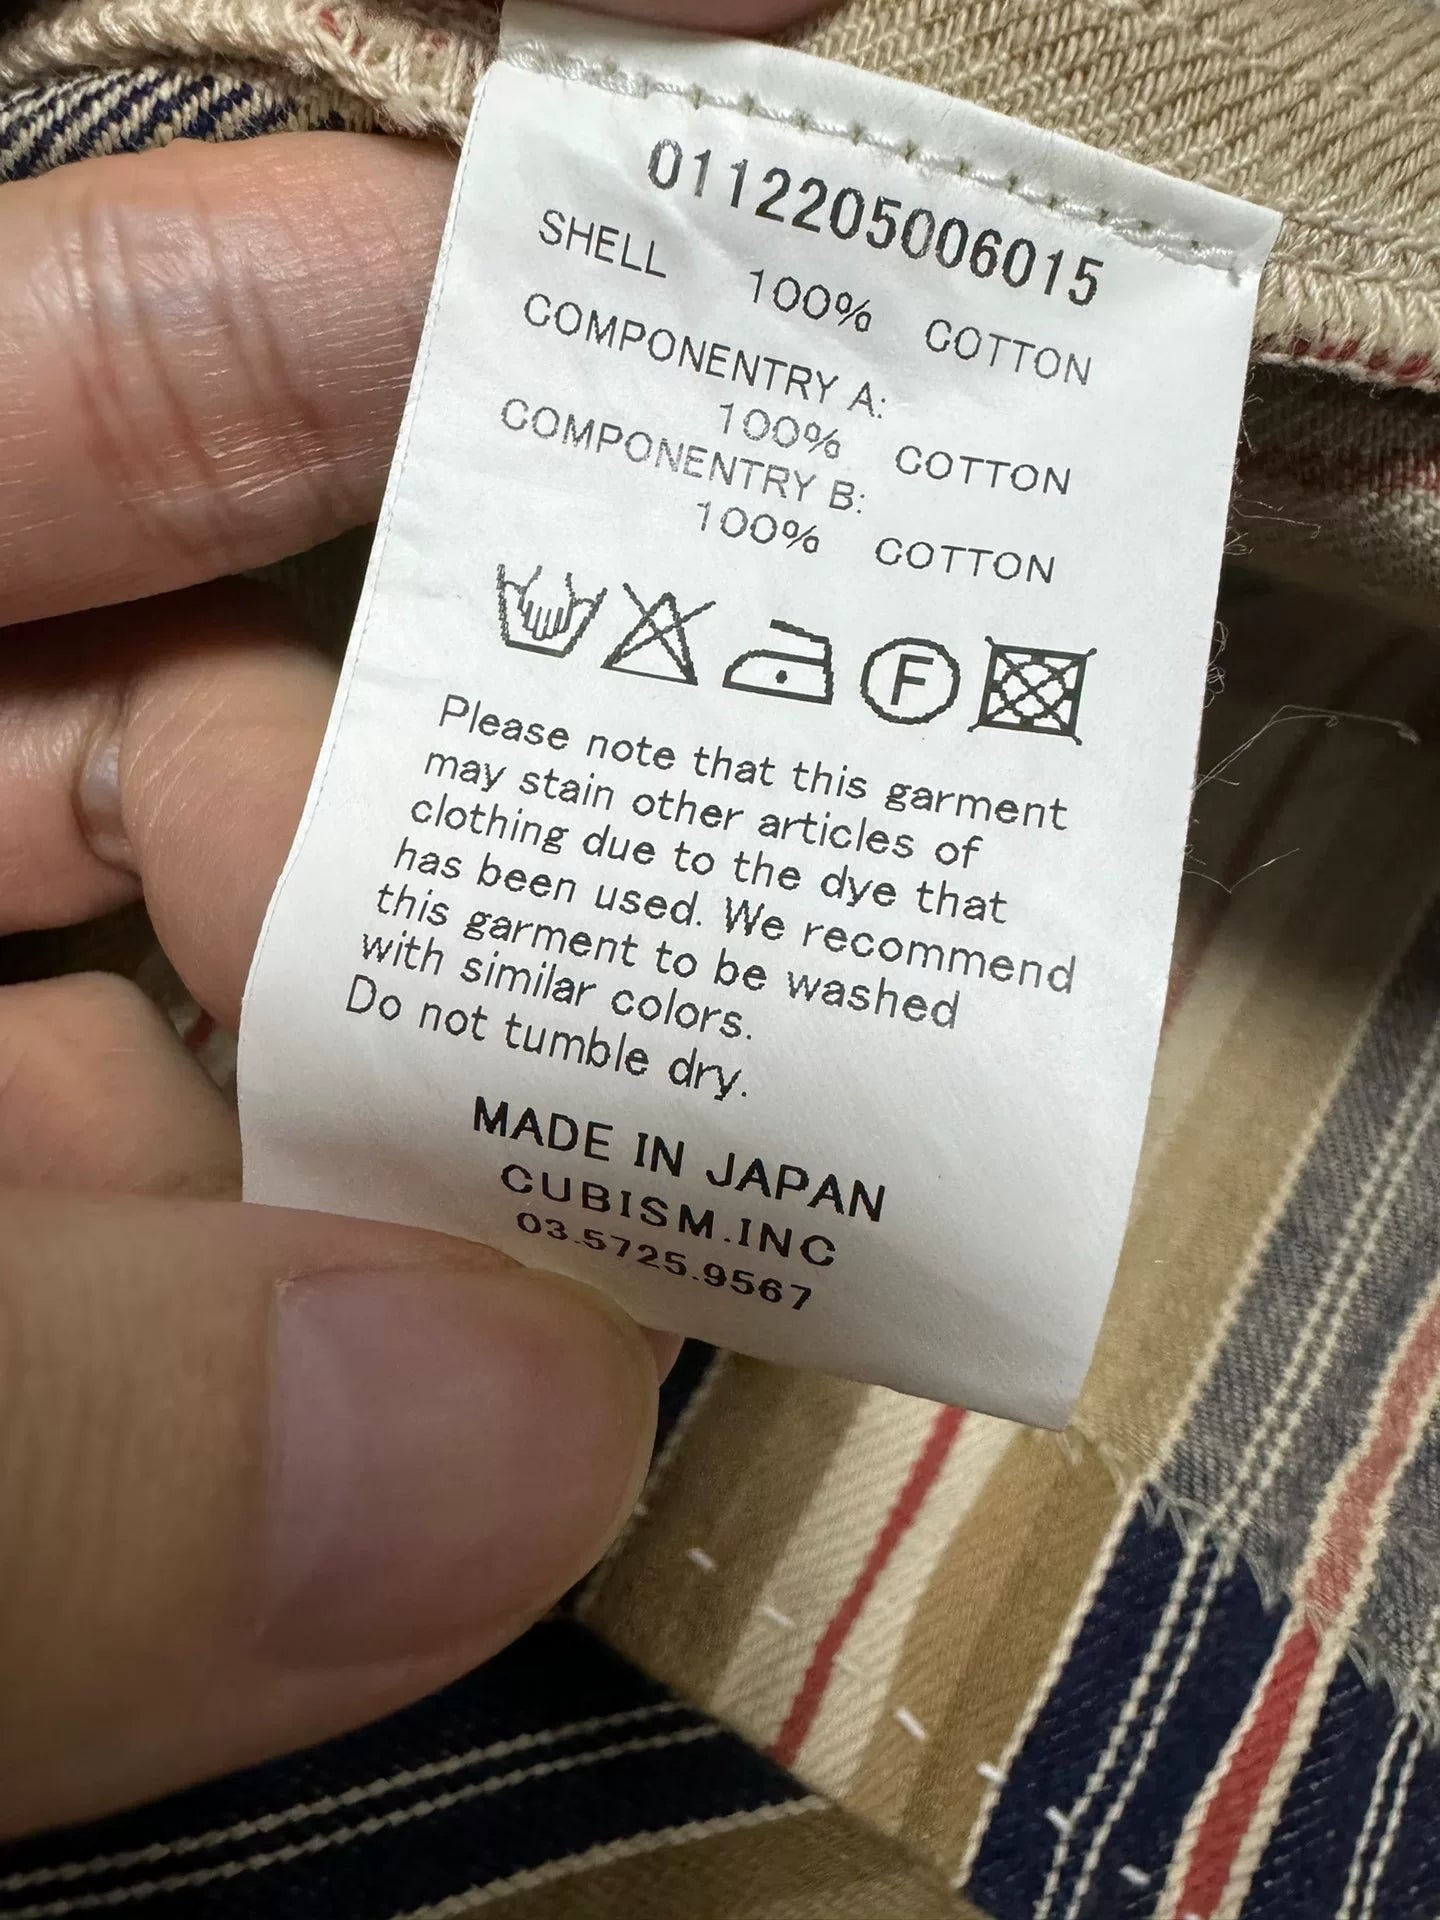 0112205006015
SHELL 100% COTTON
COMPONENTRY A:
100% COTTON
COMPONENTRY B:
100% COTTON
F
Please note that this garment
may stain other articles of
clothing due to the dye that
has been used. We recommend
this garment to be washed
with similar colors.
Do not tumble dry.
MADE IN JAPAN
CUBISM.INC
03.5725.9567